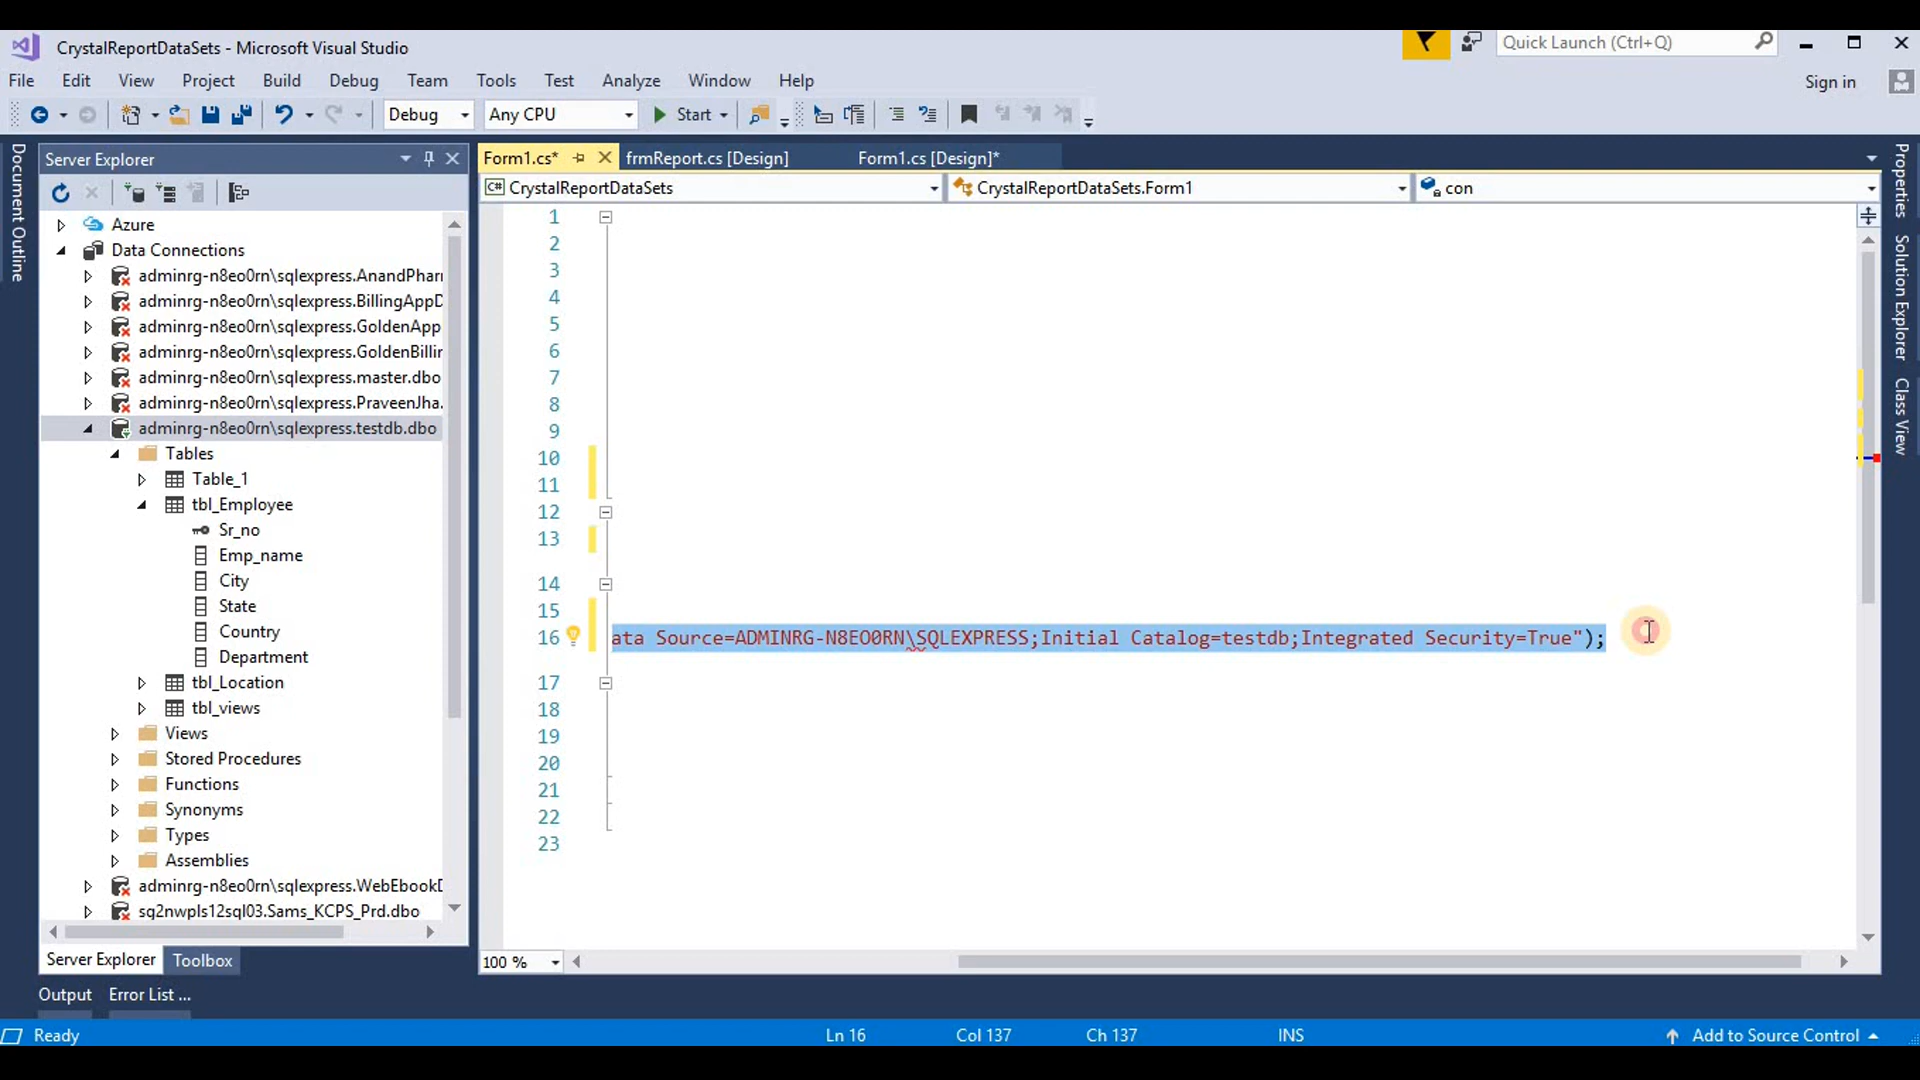 CrystalReportDataSets - Microsoft Visual Studio
Quick Launch (Ctrl+Q)
File Edit View Project Build Debug Team Tools Test Analyze Window Help
Sign in
Debug Any CPU Start
Document Outline
Server Explorer
Form1.cs* frmReport.cs [Design] Form1.cs [Design]*
CrystalReportDataSets CrystalReportDataSets.Form1 con
Properties
Solution Explorer
Class View
Azure
Data Connections
adminrg-n8eo0rn\sqlexpress.AnandPharr
adminrg-n8eo0rn\sqlexpress.BillingAppD
adminrg-n8eo0rn\sqlexpress.GoldenApp
adminrg-n8eo0rn\sqlexpress.GoldenBillin
adminrg-n8eo0rn\sqlexpress.master.dbo
adminrg-n8eo0rn\sqlexpress.PraveenJha.
adminrg-n8eo0rn\sqlexpress.testdb.dbo
Tables
Table_1
tbl_Employee
Sr_no
Emp_name
City
State
Country
Department
tbl_Location
tbl_views
Views
Stored Procedures
Functions
Synonyms
Types
Assemblies
adminrg-n8eo0rn\sqlexpress.WebEbookD
sq2nwpls12sql03.Sams_KCPS_Prd.dbo
Server Explorer Toolbox
1
2
3
4
5
6
7
8
9
10
11
12
13
14
15
16 ata Source=ADMINRG-N8EO0RN\SQLEXPRESS;Initial Catalog=testdb;Integrated Security=True");
17
18
19
20
21
22
23
100 %
Output Error List ...
Ready Ln 16 Col 137 Ch 137 INS Add to Source Control